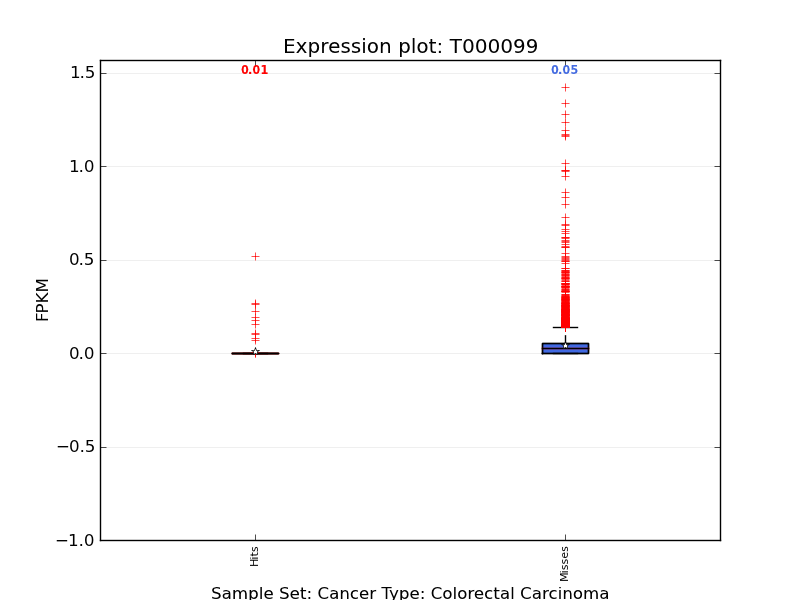 Expression plot: T000099
0.01
0.05
1.5
1.0
0.5
0.0
−0.5
−1.0
FPKM
Hits
Misses
Sample Set: Cancer Type: Colorectal Carcinoma